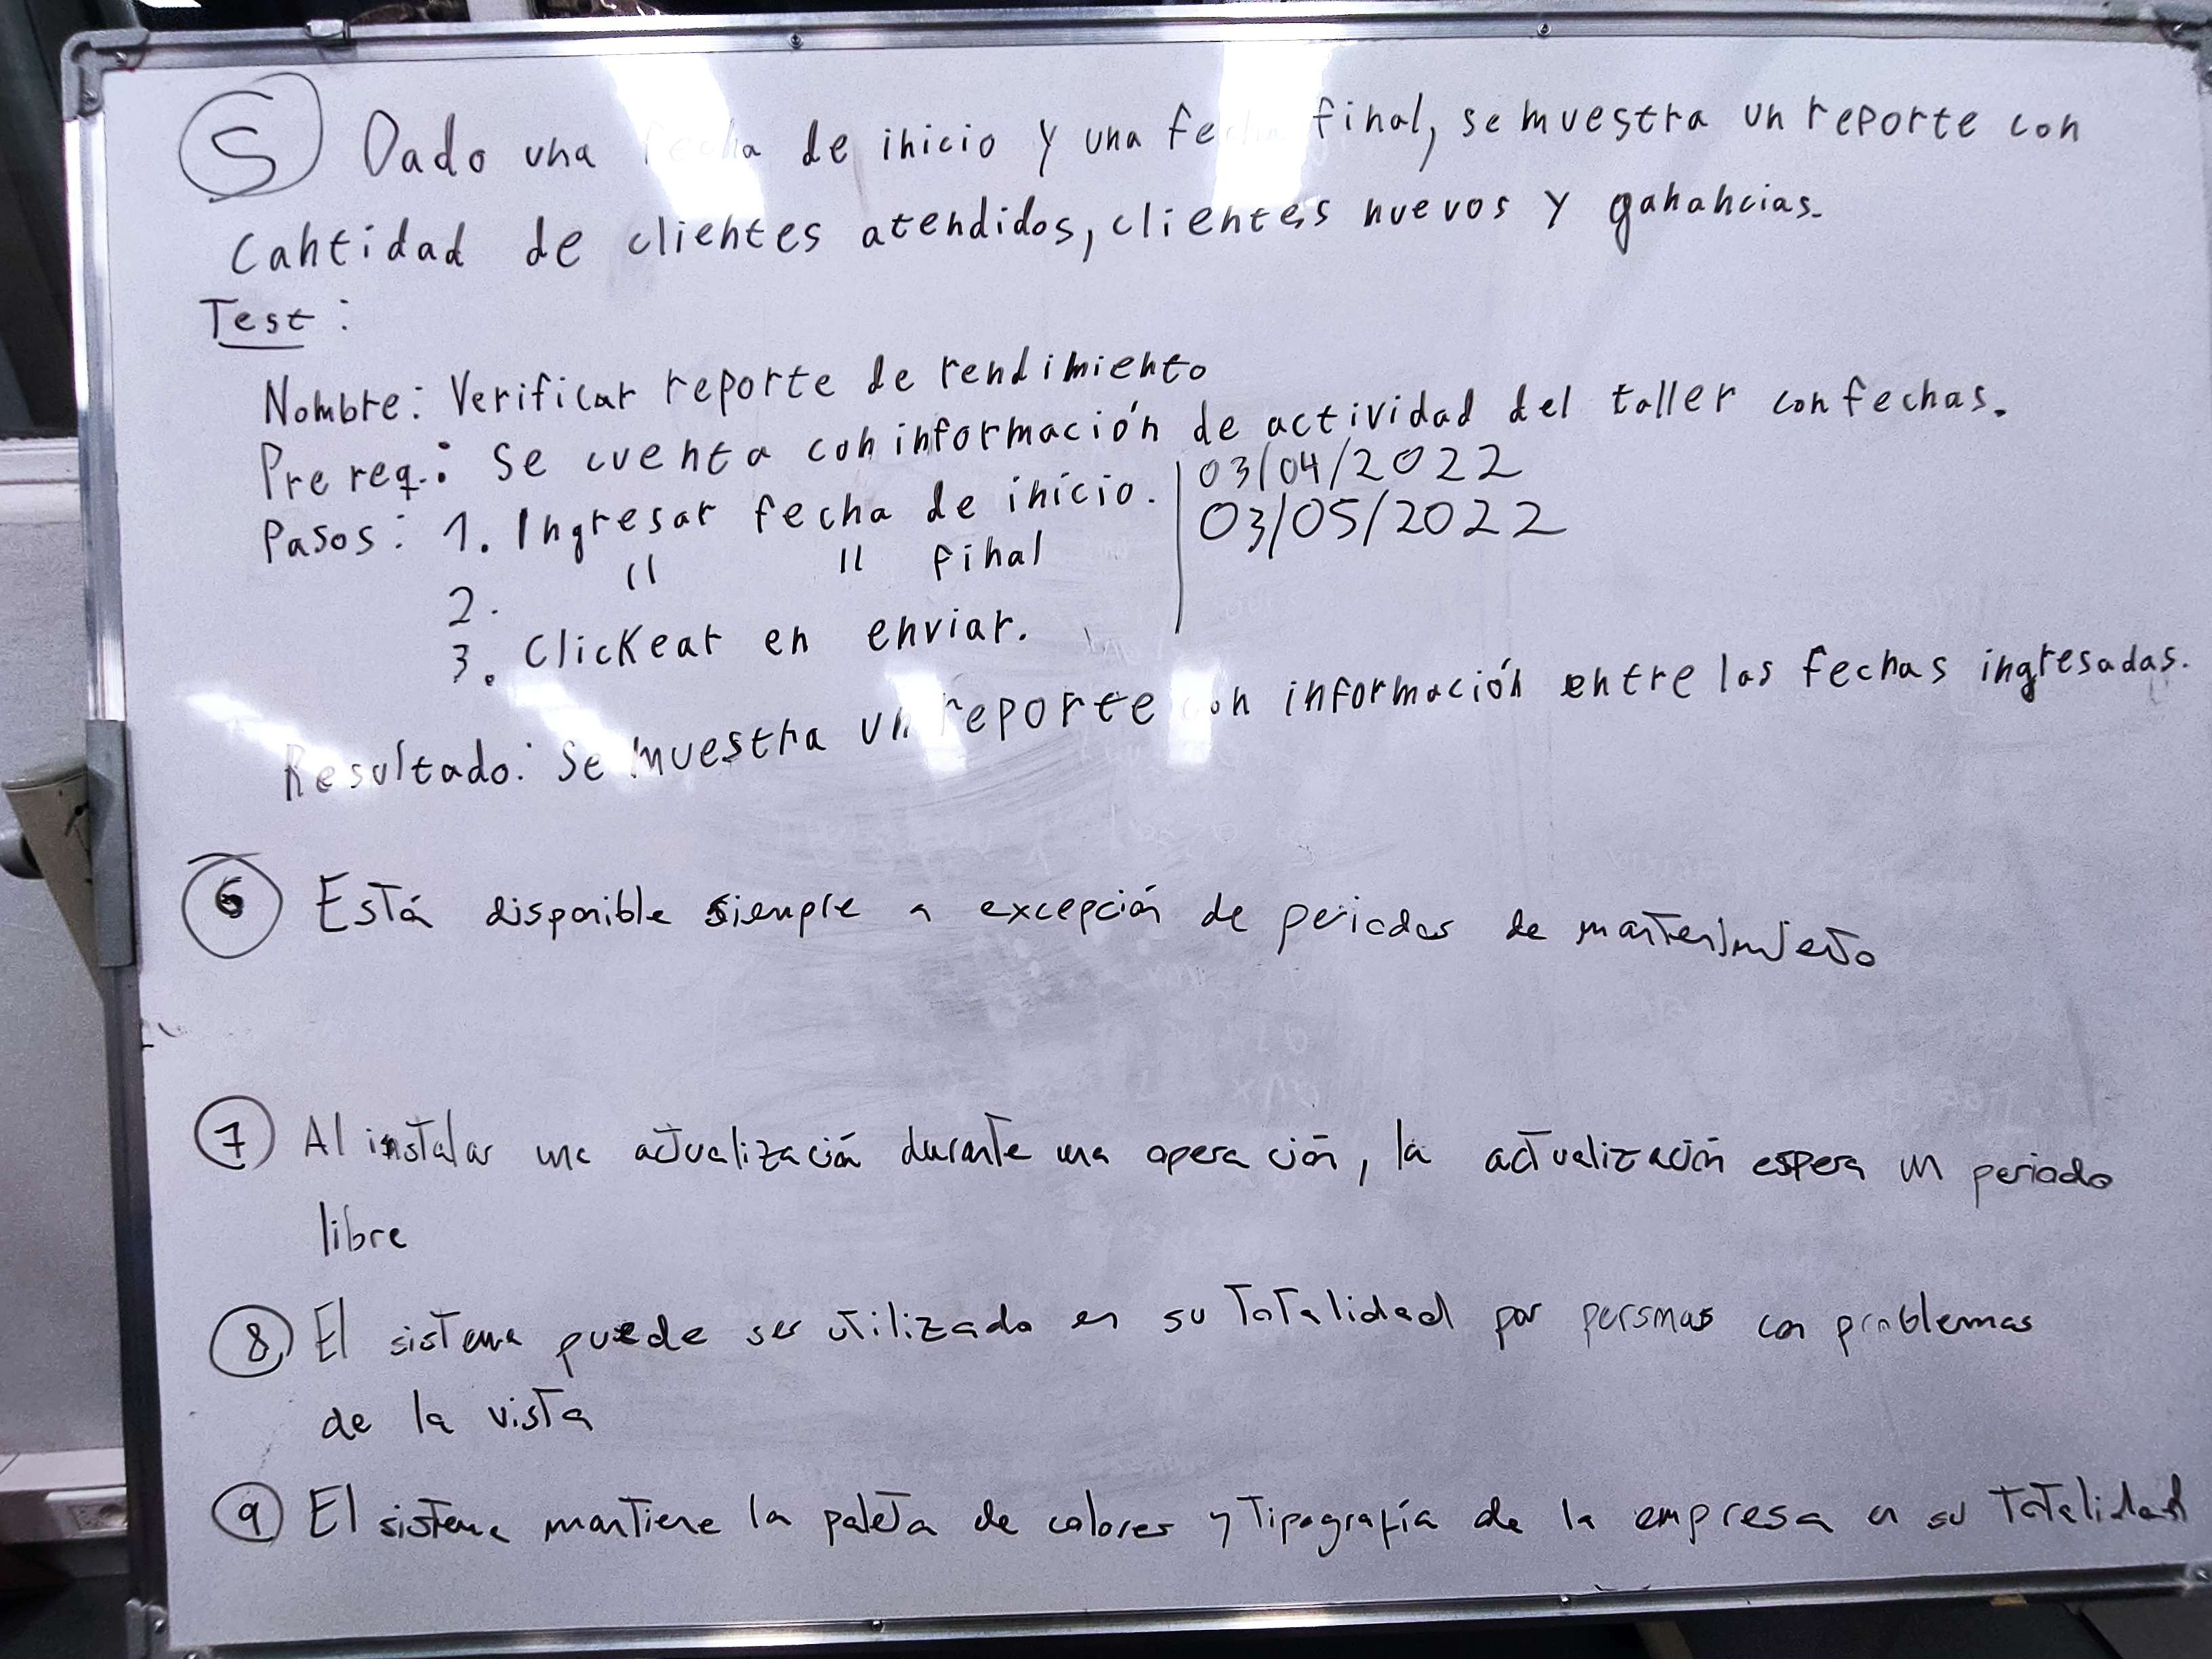 5 Dado una fecha de inicio y una fecha final, se muestra un reporte con
cantidad de clientes atendidos, clientes nuevos y ganancias.
Test:
Nombre: Verificar reporte de rendimiento
Pre req.: Se cuenta con información de actividad del taller con fechas.
Pasos: 1. Ingresar fecha de inicio. | 03/04/2022
2. " " final | 03/05/2022
3. Clickear en enviar.
Resultado: Se muestra un reporte con información entre las fechas ingresadas.
6 Está disponible siempre a excepción de periodos de mantenimiento
7 Al instalar una actualización durante una operación, la actualización espera un periodo
libre
8 El sistema puede ser utilizado en su totalidad por personas con problemas
de la vista
9 El sistema mantiene la paleta de colores y tipografía de la empresa en su totalidad